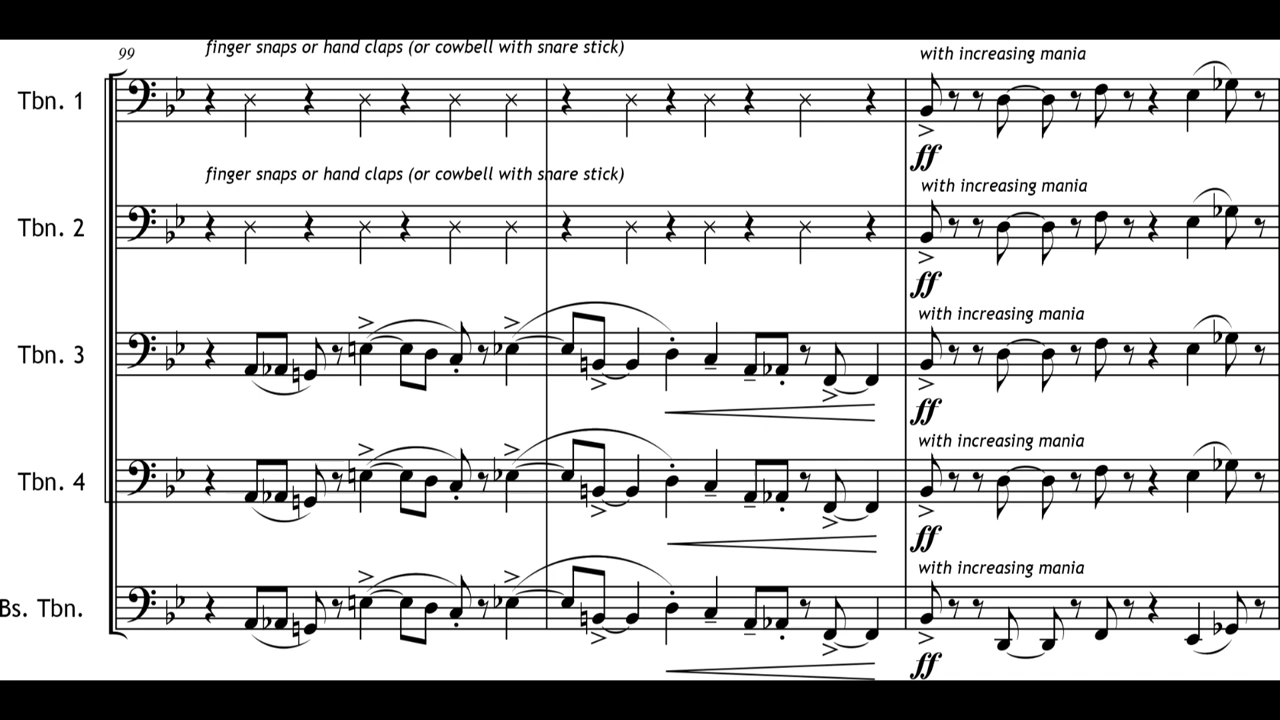 99
finger snaps or hand claps (or cowbell with snare stick)
with increasing mania
Tbn. 1
ff
finger snaps or hand claps (or cowbell with snare stick)
with increasing mania
Tbn. 2
ff
with increasing mania
Tbn. 3
ff
with increasing mania
Tbn. 4
ff
with increasing mania
Bs. Tbn.
ff